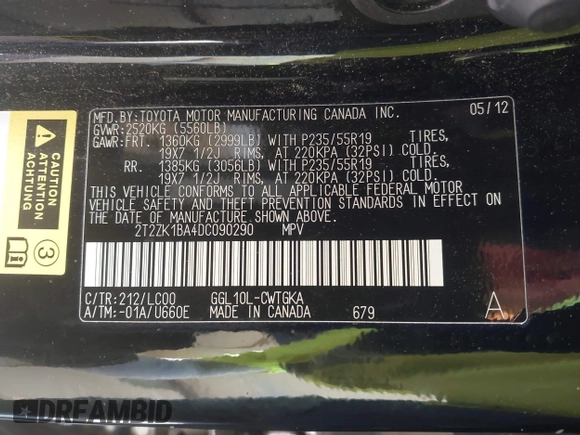 MFD.BY:TOYOTA MOTOR MANUFACTURING CANADA INC. 05/12
GVWR:2520KG (5560LB)
GAWR:FRT. 1360KG (2999LB) WITH P235/55R19 TIRES,
19X7 1/2J RIMS, AT 220KPA (32PSI) COLD.
RR. 1385KG (3056LB) WITH P235/55R19 TIRES,
19X7 1/2J RIMS, AT 220KPA (32PSI) COLD.
THIS VEHICLE CONFORMS TO ALL APPLICABLE FEDERAL MOTOR
VEHICLE SAFETY AND THEFT PREVENTION STANDARDS IN EFFECT
ON THE DATE OF MANUFACTURE SHOWN ABOVE.
2T2ZK1BA4DC090290 MPV
C/TR:212/LC00 GGL10L-CWTGKA
A/TM:-01A/U660E MADE IN CANADA 679 A
CAUTION
ATTENTION
ACHTUNG
3
DREAMBID